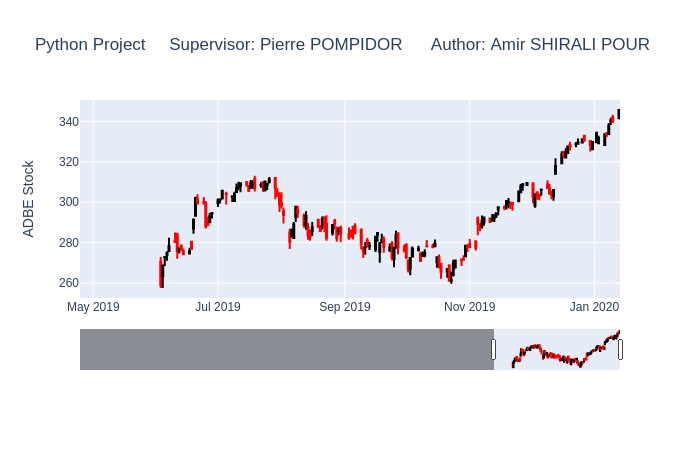 Python Project Supervisor: Pierre POMPIDOR Author: Amir SHIRALI POUR
ADBE Stock
340
320
300
280
260
May 2019 Jul 2019 Sep 2019 Nov 2019 Jan 2020